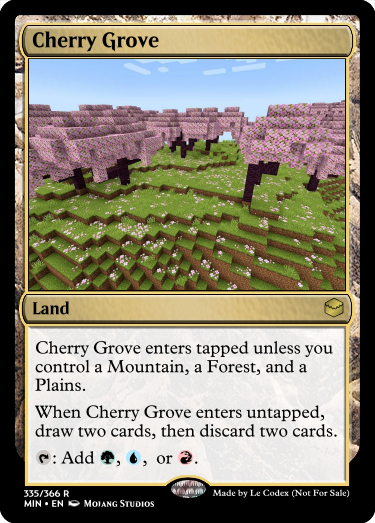 Cherry Grove
Land
Cherry Grove enters tapped unless you
control a Mountain, a Forest, and a
Plains.
When Cherry Grove enters untapped,
draw two cards, then discard two cards.
: Add , , or .
335/366 R
MIN • EN Mojang Studios
Made by Le Codex (Not For Sale)